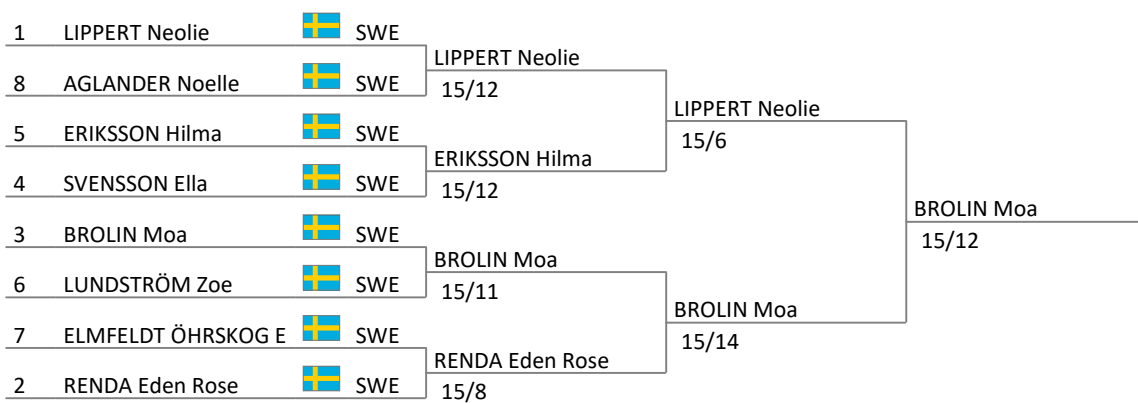 1 LIPPERT Neolie SWE
LIPPERT Neolie
15/12
8 AGLANDER Noelle SWE
LIPPERT Neolie
15/6
5 ERIKSSON Hilma SWE
ERIKSSON Hilma
15/12
4 SVENSSON Ella SWE
BROLIN Moa
15/12
3 BROLIN Moa SWE
BROLIN Moa
15/11
6 LUNDSTRÖM Zoe SWE
BROLIN Moa
15/14
7 ELMFELDT ÖHRSKOG E SWE
RENDA Eden Rose
15/8
2 RENDA Eden Rose SWE